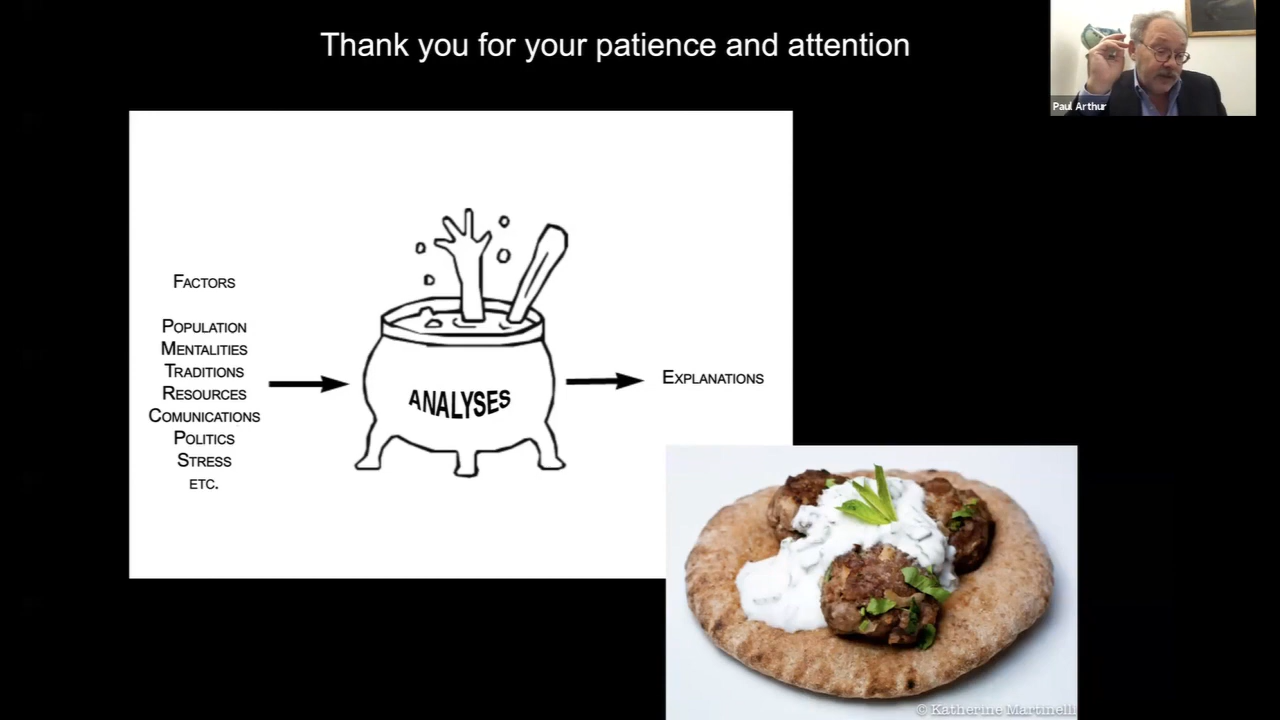 Thank you for your patience and attention
Paul Arthur
FACTORS
POPULATION
MENTALITIES
TRADITIONS
RESOURCES
COMUNICATIONS
POLITICS
STRESS
ETC.
ANALYSES
EXPLANATIONS
© Katherine Martinelli